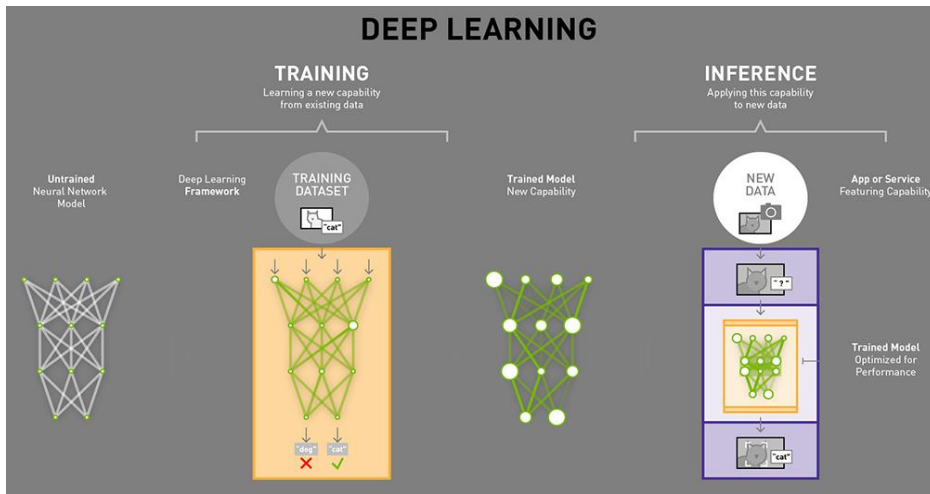 DEEP LEARNING
TRAINING
Learning a new capability
from existing data
INFERENCE
Applying this capability
to new data
Untrained
Neural Network
Model
Deep Learning
Framework
TRAINING
DATASET
"cat"
Trained Model
New Capability
NEW
DATA
App or Service
Featuring Capability
"?"
Trained Model
Optimized for
Performance
"dog"
"cat"
"cat"